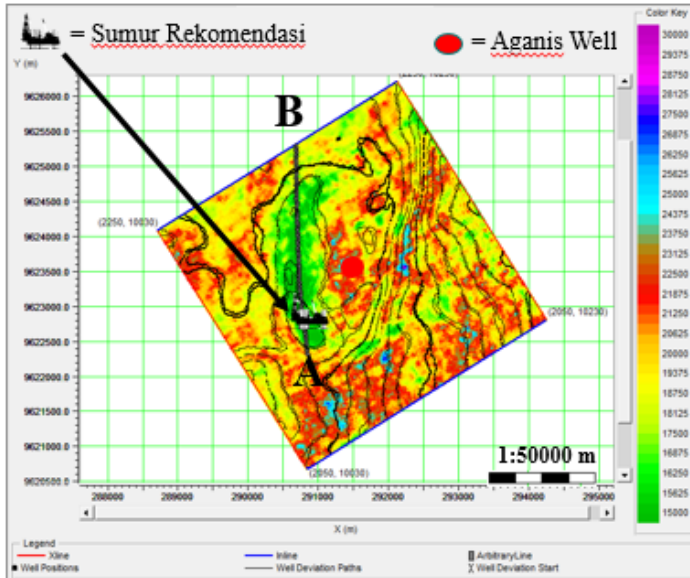 = Sumur Rekomendasi
= Aganis Well
Color Key
Y (m)
9626000.0
9625500.0
9625000.0
9624500.0
9624000.0
9623500.0
9623000.0
9622500.0
9622000.0
9621500.0
9621000.0
9620500.0
B
A
(2250, 10030)
(2050, 10230)
(2050, 10030)
1:50000 m
288000 289000 290000 291000 292000 293000 294000 295000
X (m)
30000
28750
28125
27500
26875
26250
25625
25000
24375
23750
23125
22500
21875
21250
20625
20000
19375
18750
18125
17500
16875
16250
15625
15000
Legend
Xline
Inline
ArbitraryLine
Well Positions
Well Deviation Paths
Well Deviation Start